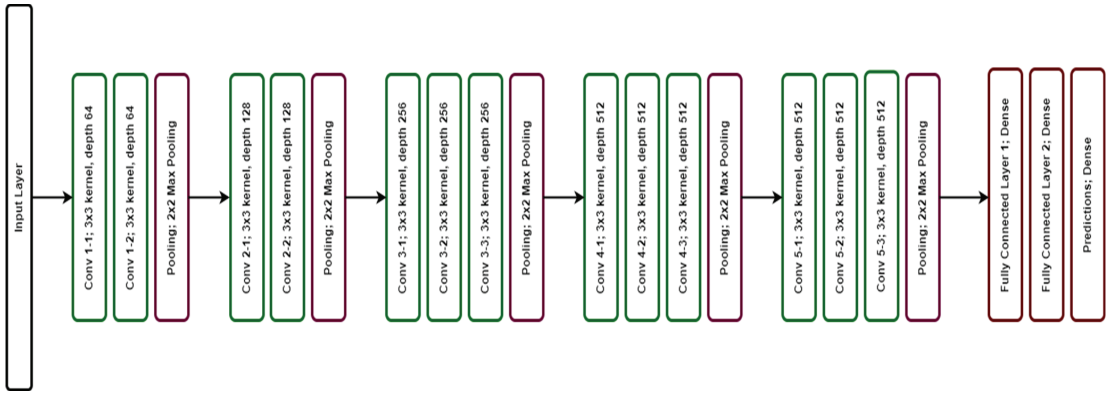 Input Layer
Conv 1-1; 3x3 kernel, depth 64
Conv 1-2; 3x3 kernel, depth 64
Pooling; 2x2 Max Pooling
Conv 2-1; 3x3 kernel, depth 128
Conv 2-2; 3x3 kernel, depth 128
Pooling; 2x2 Max Pooling
Conv 3-1; 3x3 kernel, depth 256
Conv 3-2; 3x3 kernel, depth 256
Conv 3-3; 3x3 kernel, depth 256
Pooling; 2x2 Max Pooling
Conv 4-1; 3x3 kernel, depth 512
Conv 4-2; 3x3 kernel, depth 512
Conv 4-3; 3x3 kernel, depth 512
Pooling; 2x2 Max Pooling
Conv 5-1; 3x3 kernel, depth 512
Conv 5-2; 3x3 kernel, depth 512
Conv 5-3; 3x3 kernel, depth 512
Pooling; 2x2 Max Pooling
Fully Connected Layer 1; Dense
Fully Connected Layer 2; Dense
Predictions; Dense